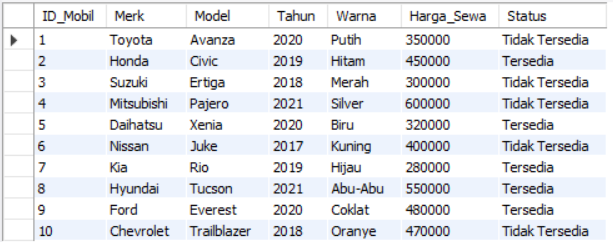 ID_Mobil Merk Model Tahun Warna Harga_Sewa Status
1 Toyota Avanza 2020 Putih 350000 Tidak Tersedia
2 Honda Civic 2019 Hitam 450000 Tersedia
3 Suzuki Ertiga 2018 Merah 300000 Tidak Tersedia
4 Mitsubishi Pajero 2021 Silver 600000 Tidak Tersedia
5 Daihatsu Xenia 2020 Biru 320000 Tersedia
6 Nissan Juke 2017 Kuning 400000 Tidak Tersedia
7 Kia Rio 2019 Hijau 280000 Tersedia
8 Hyundai Tucson 2021 Abu-Abu 550000 Tersedia
9 Ford Everest 2020 Coklat 480000 Tersedia
10 Chevrolet Trailblazer 2018 Oranye 470000 Tidak Tersedia